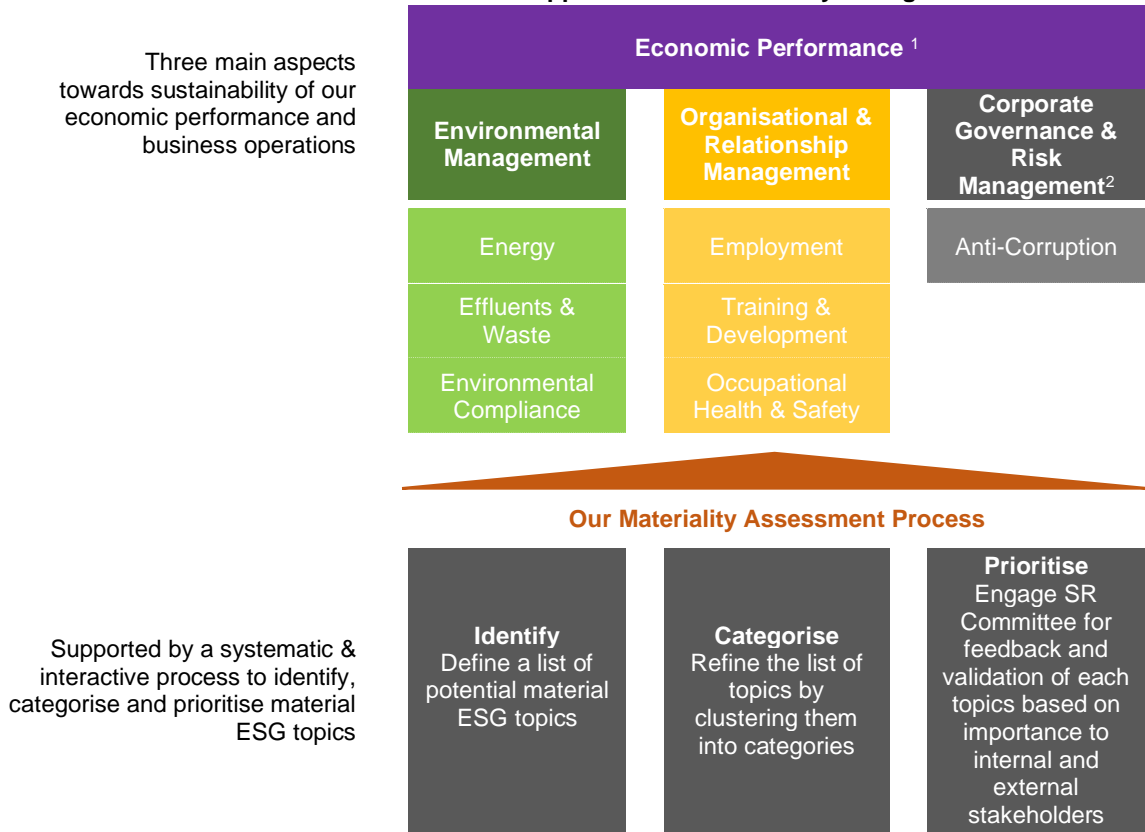 Economic Performance 1
Three main aspects
towards sustainability of our
economic performance and
business operations
Environmental
Management
Organisational &
Relationship
Management
Corporate
Governance &
Risk
Management2
Energy
Employment
Anti-Corruption
Effluents &
Waste
Training &
Development
Environmental
Compliance
Occupational
Health & Safety
Our Materiality Assessment Process
Supported by a systematic &
interactive process to identify,
categorise and prioritise material
ESG topics
Identify
Define a list of
potential material
ESG topics
Categorise
Refine the list of
topics by
clustering them
into categories
Prioritise
Engage SR
Committee for
feedback and
validation of each
topics based on
importance to
internal and
external
stakeholders